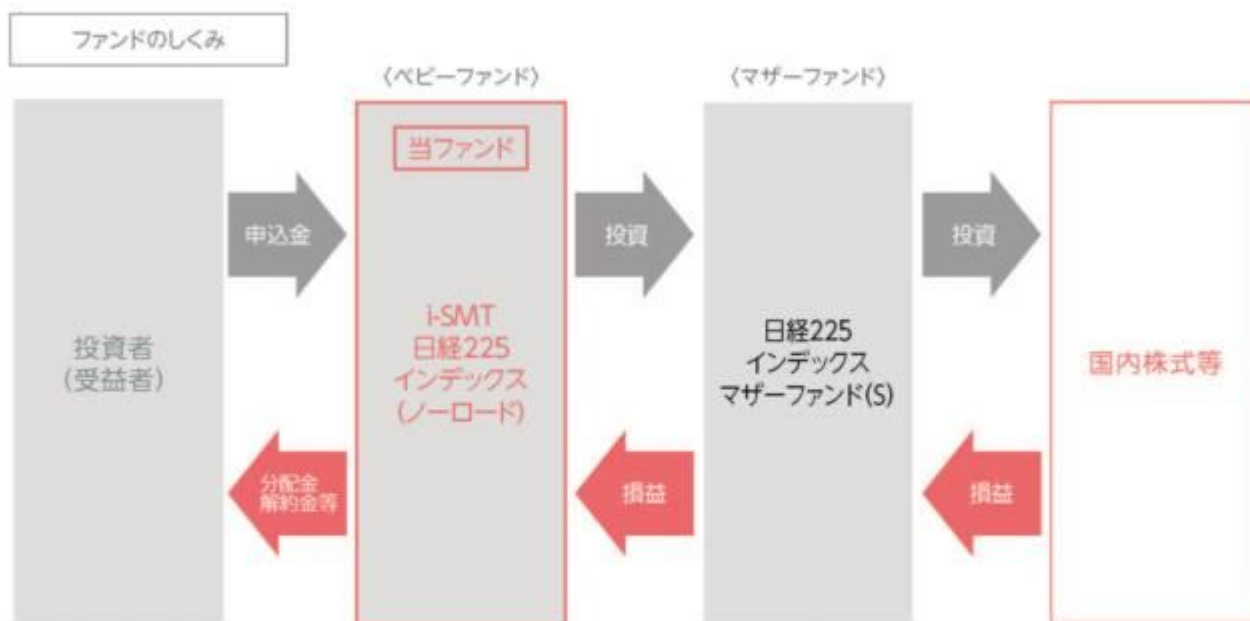 ファンドのしくみ
〈ベビーファンド〉
〈マザーファンド〉
当ファンド
申込金
投資
投資
投資者
(受益者)
i-SMT
日経225
インデックス
(ノーロード)
日経225
インデックス
マザーファンド(S)
国内株式等
分配金
解約金等
損益
損益